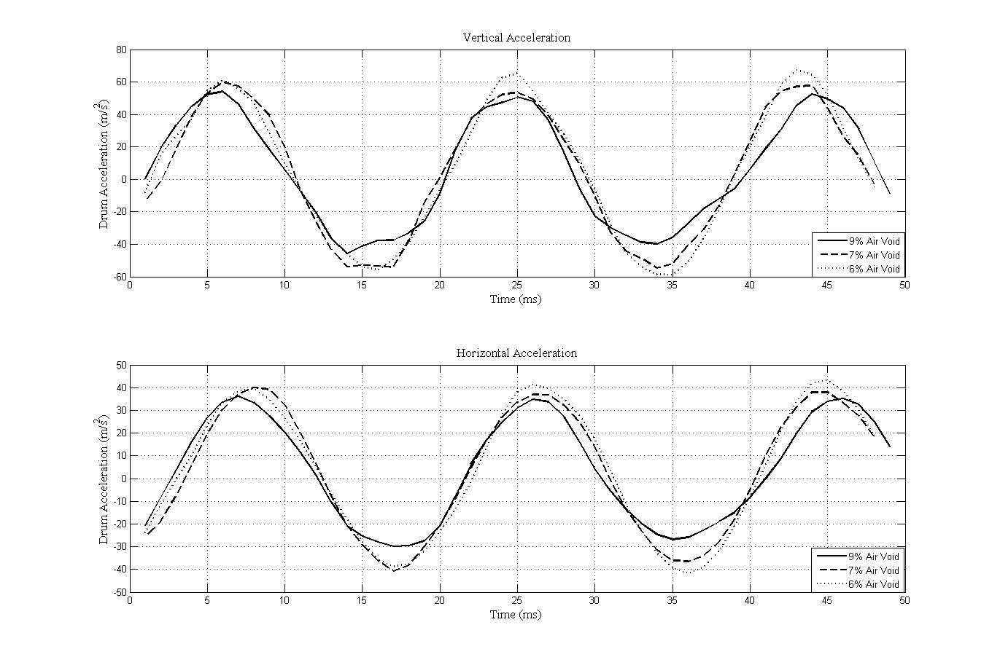 Vertical Acceleration
80
60
40
20
0
-20
-40
-60
Drum Acceleration (m/s²)
0 5 10 15 20 25 30 35 40 45 50
Time (ms)
9% Air Void
7% Air Void
6% Air Void
Horizontal Acceleration
50
40
30
20
10
0
-10
-20
-30
-40
-50
Drum Acceleration (m/s²)
0 5 10 15 20 25 30 35 40 45 50
Time (ms)
9% Air Void
7% Air Void
6% Air Void